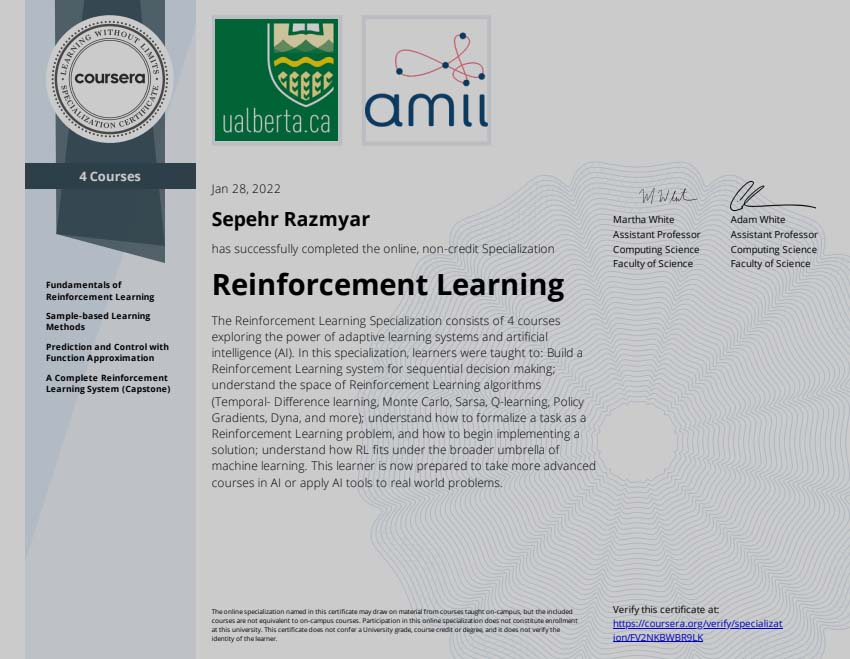 LEARNING WITHOUT LIMITS
coursera
SPECIALIZATION CERTIFICATE
4 Courses
Fundamentals of
Reinforcement Learning
Sample-based Learning
Methods
Prediction and Control with
Function Approximation
A Complete Reinforcement
Learning System (Capstone)
ualberta.ca
amii
Jan 28, 2022
Sepehr Razmyar
has successfully completed the online, non-credit Specialization
Reinforcement Learning
The Reinforcement Learning Specialization consists of 4 courses
exploring the power of adaptive learning systems and artificial
intelligence (AI). In this specialization, learners were taught to: Build a
Reinforcement Learning system for sequential decision making;
understand the space of Reinforcement Learning algorithms
(Temporal- Difference learning, Monte Carlo, Sarsa, Q-learning, Policy
Gradients, Dyna, and more); understand how to formalize a task as a
Reinforcement Learning problem, and how to begin implementing a
solution; understand how RL fits under the broader umbrella of
machine learning. This learner is now prepared to take more advanced
courses in AI or apply AI tools to real world problems.
M White
Martha White
Assistant Professor
Computing Science
Faculty of Science
Adam White
Assistant Professor
Computing Science
Faculty of Science
The online specialization named in this certificate may draw on material from courses taught on-campus, but the included
courses are not equivalent to on-campus courses. Participation in this online specialization does not constitute enrollment
at this university. This certificate does not confer a University grade, course credit or degree, and it does not verify the
identity of the learner.
Verify this certificate at:
https://coursera.org/verify/specializat
ion/FV2NKBWBR9LK